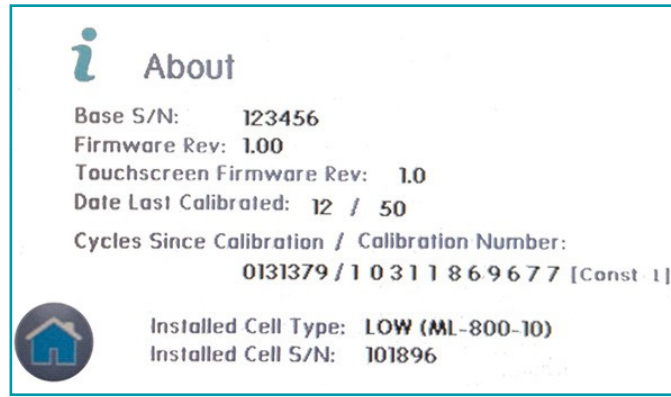 i About
Base S/N: 123456
Firmware Rev: 1.00
Touchscreen Firmware Rev: 1.0
Date Last Calibrated: 12 / 50
Cycles Since Calibration / Calibration Number:
0131379 / 1 0 3 1 1 8 6 9 6 7 7 [Const 1]
Installed Cell Type: LOW (ML-800-10)
Installed Cell S/N: 101896